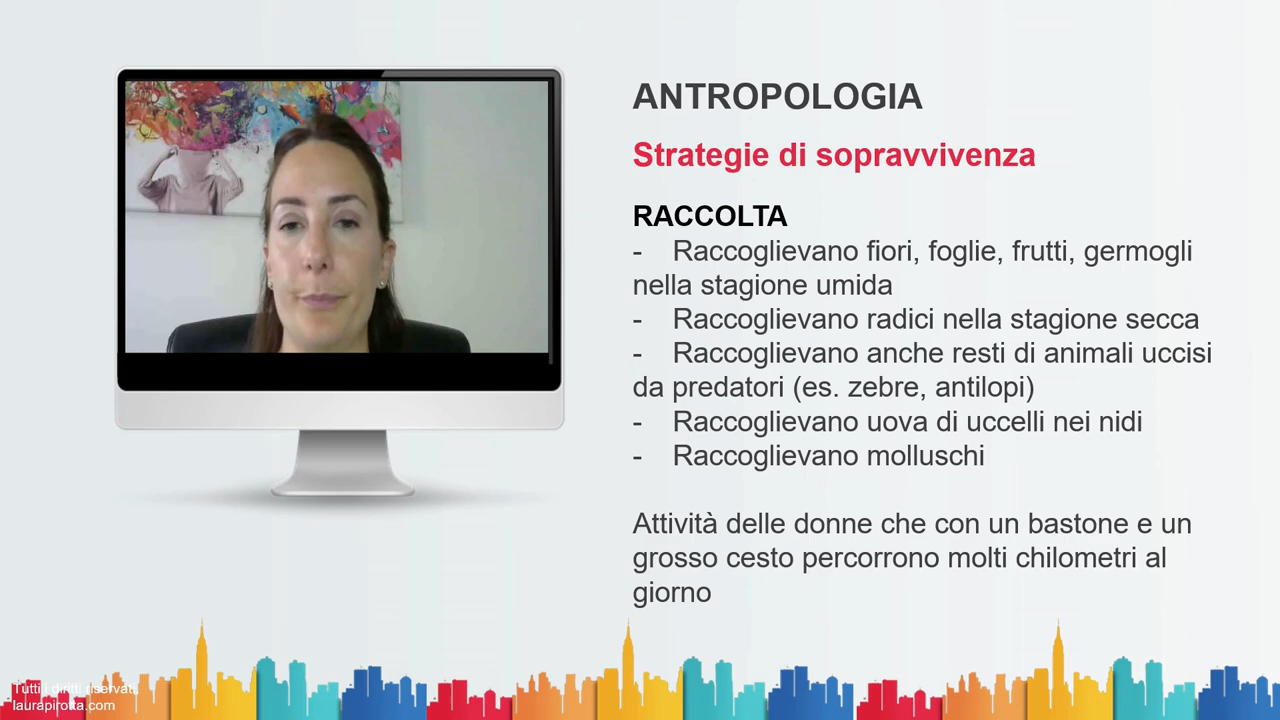 ANTROPOLOGIA
Strategie di sopravvivenza
RACCOLTA
- Raccoglievano fiori, foglie, frutti, germogli
nella stagione umida
- Raccoglievano radici nella stagione secca
- Raccoglievano anche resti di animali uccisi
da predatori (es. zebre, antilopi)
- Raccoglievano uova di uccelli nei nidi
- Raccoglievano molluschi
Attività delle donne che con un bastone e un
grosso cesto percorrono molti chilometri al
giorno
Tutti i diritti riservati
laurapirotta.com